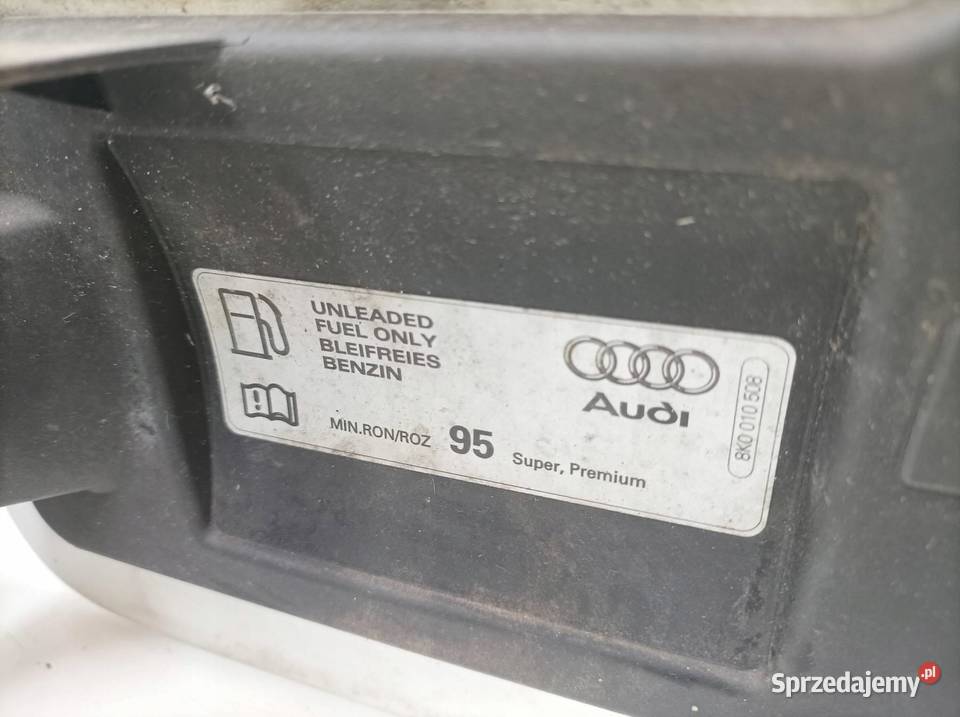 UNLEADED
FUEL ONLY
BLEIFREIES
BENZIN
MIN.RON/ROZ 95 Super, Premium
Audi
8K0 010 508
Sprzedajemy.pl